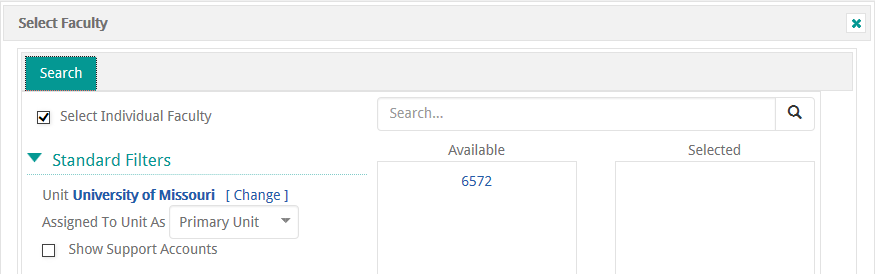 Select Faculty
Search
Select Individual Faculty
Search...
Standard Filters
Unit University of Missouri [ Change ]
Assigned To Unit As Primary Unit
Show Support Accounts
Available
6572
Selected